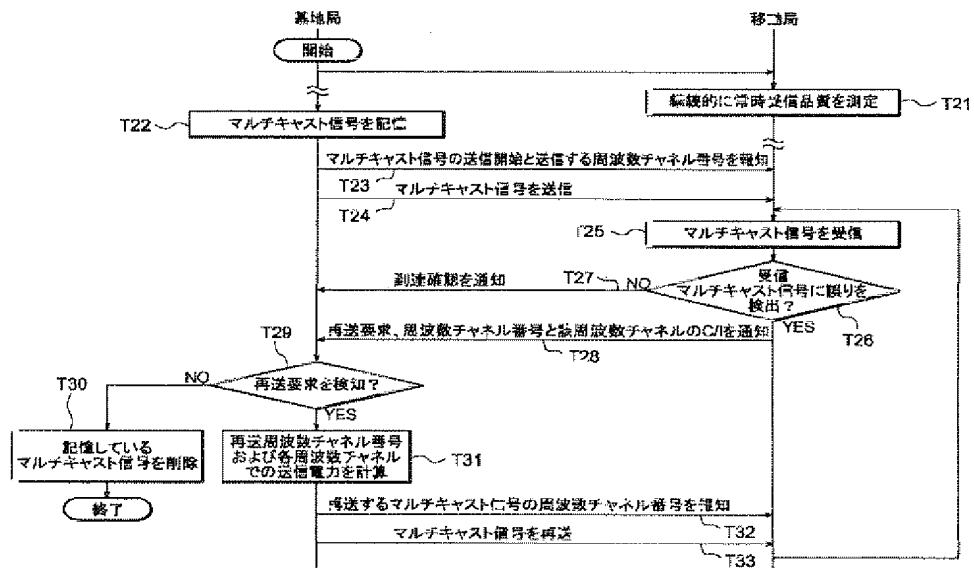 基地局
移動局
開始
継続的に常時受信品質を測定
T21
T22
マルチキャスト信号を記憶
マルチキャスト信号の送信開始と送信する周波数チャネル番号を報知
T23
マルチキャスト信号を送信
T24
T25
マルチキャスト信号を受信
到達確認を通知
T27
NO
受信
マルチキャスト信号に誤りを
検出？
YES
T26
再送要求、周波数チャネル番号と該周波数チャネルのC/Iを通知
T28
T29
再送要求を検知？
NO
YES
T30
記憶している
マルチキャスト信号を削除
終了
再送周波数チャネル番号
および各周波数チャネル
での送信電力を計算
T31
再送するマルチキャスト信号の周波数チャネル番号を報知
T32
マルチキャスト信号を再送
T33